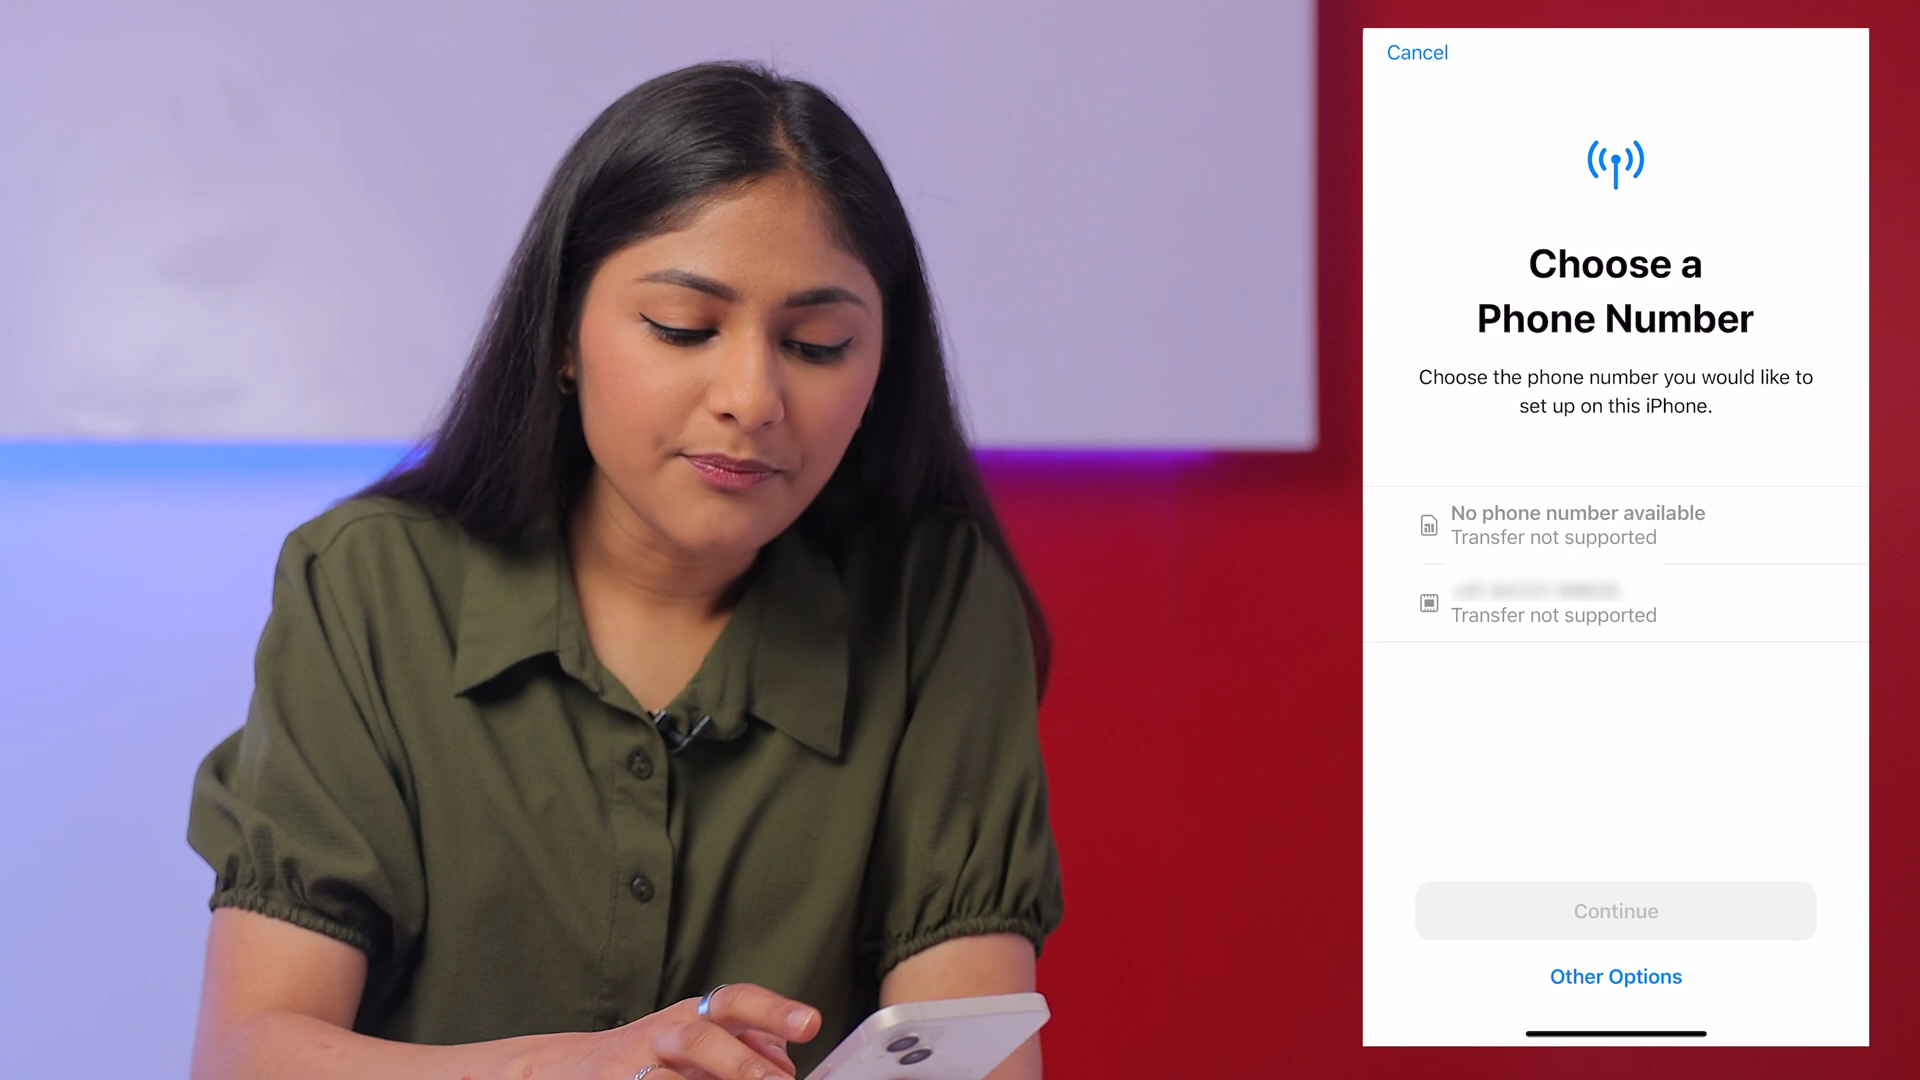 Cancel
Choose a
Phone Number
Choose the phone number you would like to
set up on this iPhone.
No phone number available
Transfer not supported
Transfer not supported
Continue
Other Options